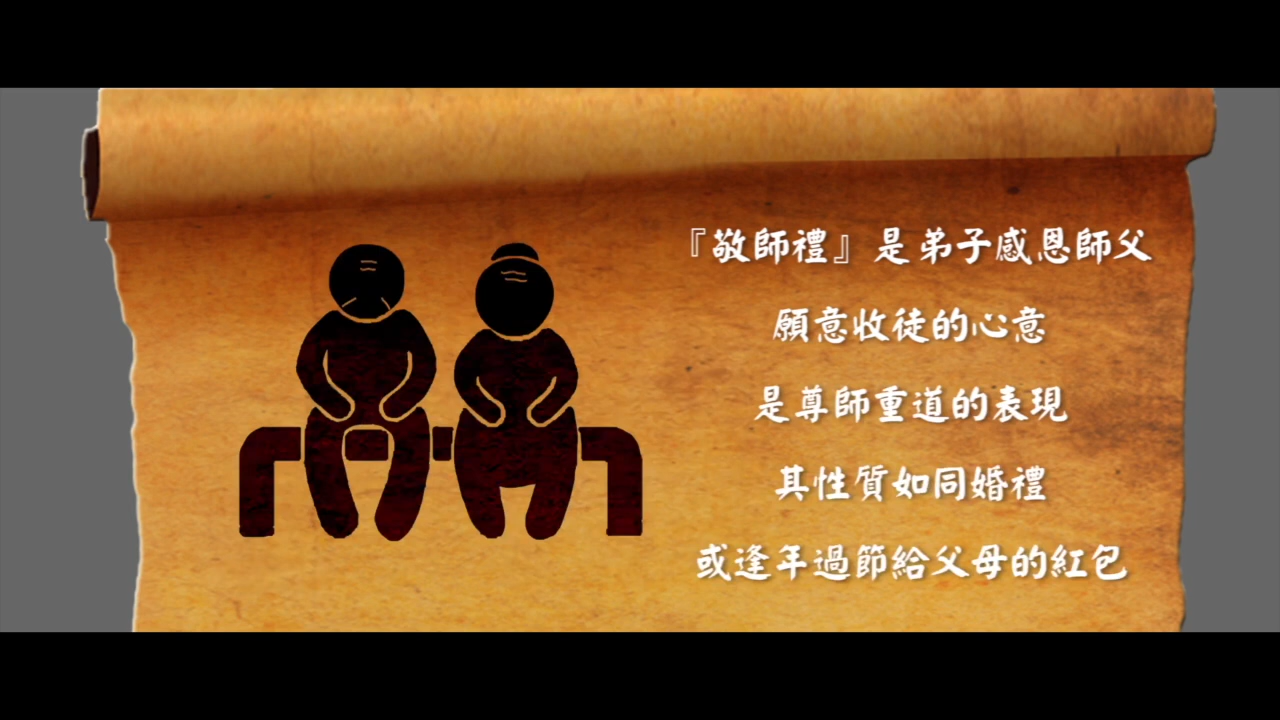 『敬師禮』是弟子感恩師父
願意收徒的心意
是尊師重道的表現
其性質如同婚禮
或逢年過節給父母的紅包